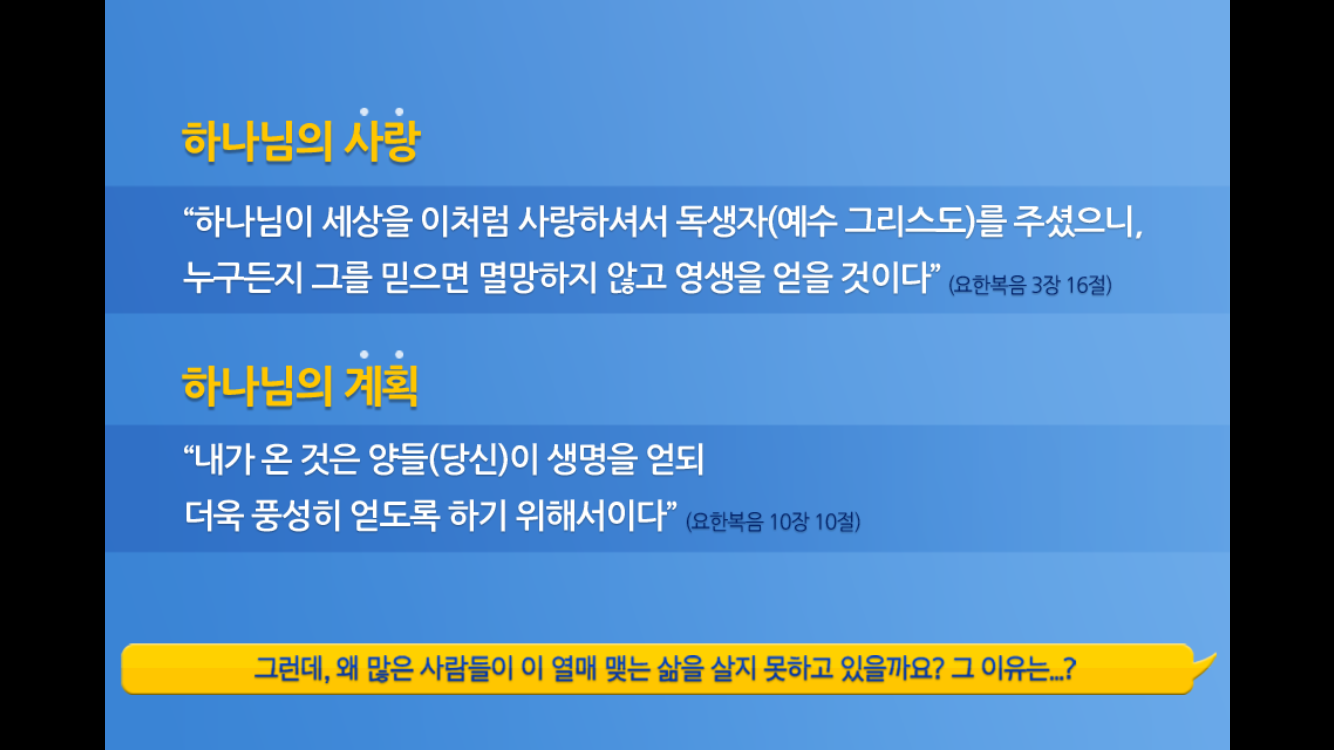 하나님의 사랑
“하나님이 세상을 이처럼 사랑하셔서 독생자(예수 그리스도)를 주셨으니,
누구든지 그를 믿으면 멸망하지 않고 영생을 얻을 것이다” (요한복음 3장 16절)
하나님의 계획
“내가 온 것은 양들(당신)이 생명을 얻되
더욱 풍성히 얻도록 하기 위해서이다” (요한복음 10장 10절)
그런데, 왜 많은 사람들이 이 열매 맺는 삶을 살지 못하고 있을까요? 그 이유는...?